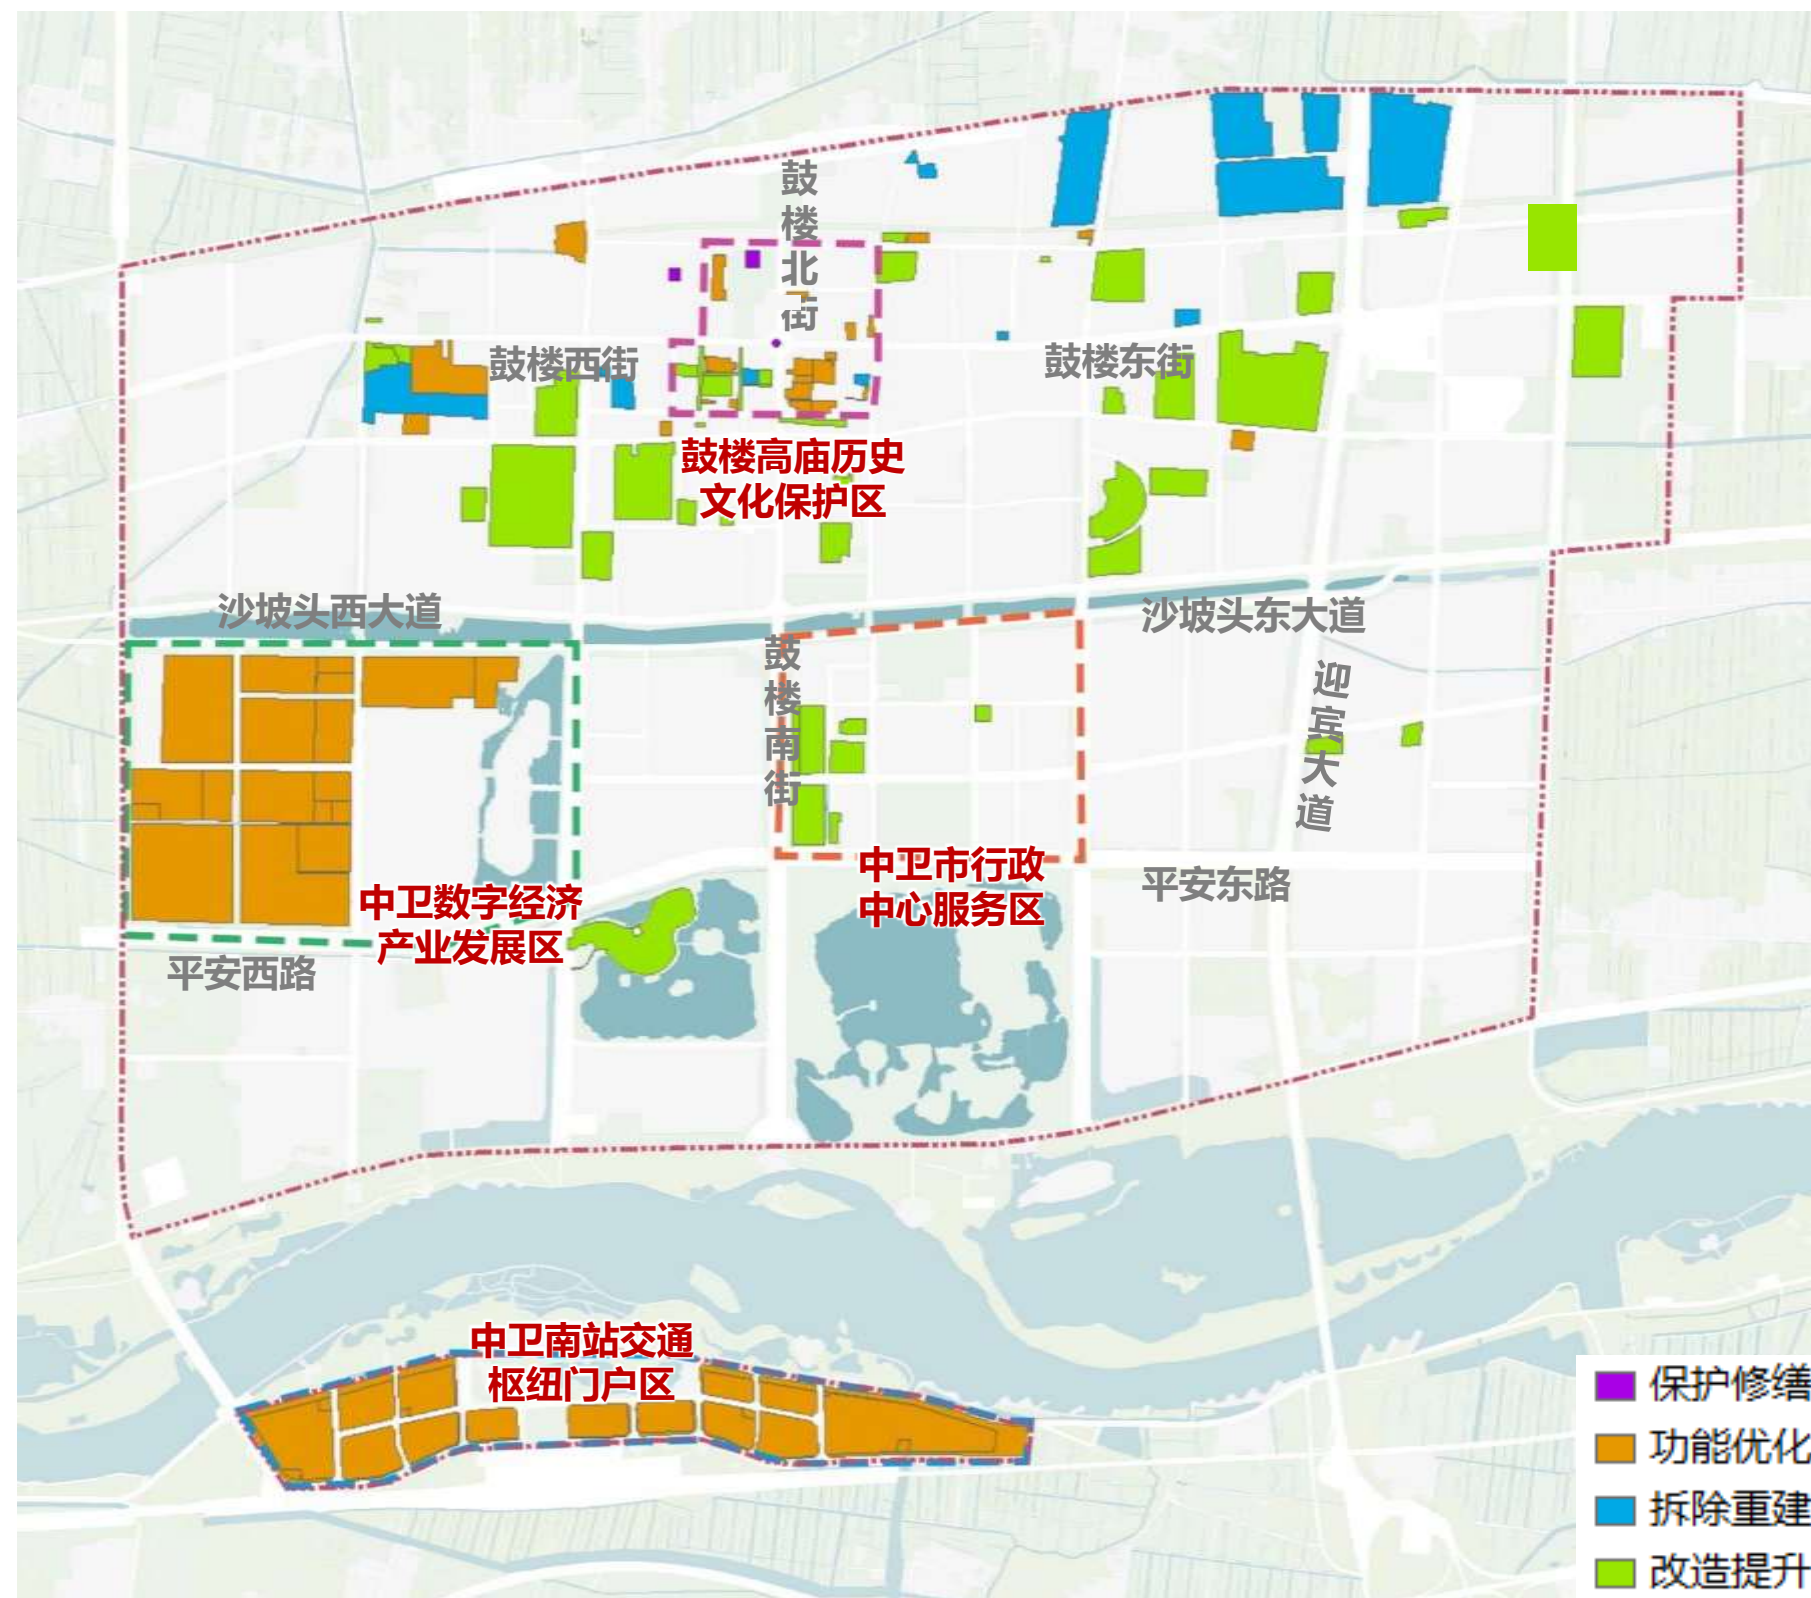 鼓楼北街
鼓楼西街
鼓楼东街
鼓楼高庙历史
文化保护区
沙坡头西大道
沙坡头东大道
鼓楼南街
迎宾大道
中卫市行政
中心服务区
平安东路
中卫数字经济
产业发展区
平安西路
中卫南站交通
枢纽门户区
保护修缮
功能优化
拆除重建
改造提升